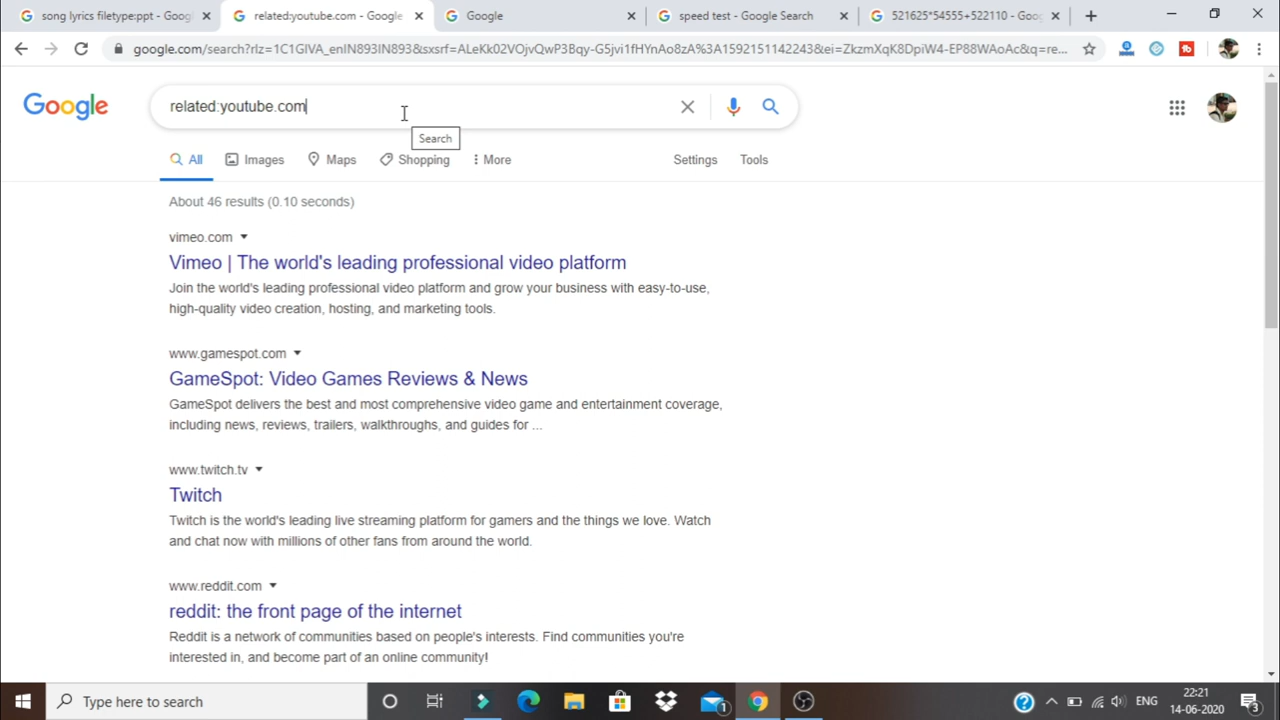 song lyrics filetype:ppt - Goog
related:youtube.com - Google
Google
speed test - Google Search
521625*54555+522110 - Goo
google.com/search?rlz=1C1GIVA_enIN893IN893&sxsrf=ALeKk02VOjvQwP3Bqy-G5jvi1fHYnAo8zA%3A1592151142243&ei=ZkzmXqK8DpiW4-EP88WAoAc&q=re...
Google
related:youtube.com
Search
All
Images
Maps
Shopping
More
Settings
Tools
About 46 results (0.10 seconds)
vimeo.com
Vimeo | The world's leading professional video platform
Join the world's leading professional video platform and grow your business with easy-to-use,
high-quality video creation, hosting, and marketing tools.
www.gamespot.com
GameSpot: Video Games Reviews & News
GameSpot delivers the best and most comprehensive video game and entertainment coverage,
including news, reviews, trailers, walkthroughs, and guides for ...
www.twitch.tv
Twitch
Twitch is the world's leading live streaming platform for gamers and the things we love. Watch
and chat now with millions of other fans from around the world.
www.reddit.com
reddit: the front page of the internet
Reddit is a network of communities based on people's interests. Find communities you're
interested in, and become part of an online community!
Type here to search
1
ENG
22:21
14-06-2020
3